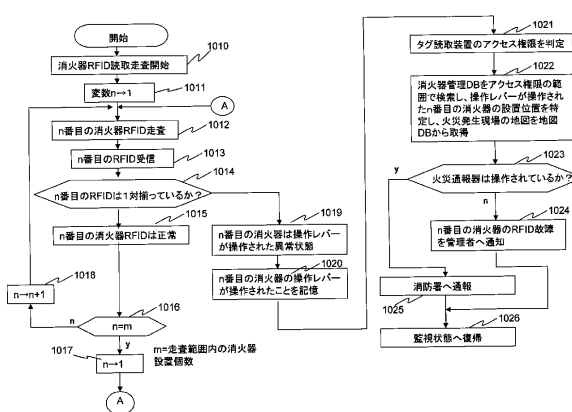 開始
1010
消火器RFID読取走査開始
1011
変数n→1
A
1012
n番目の消火器RFID走査
1013
n番目のRFID受信
1014
n番目のRFIDは1対揃っているか?
1015
n番目の消火器RFIDは正常
1018
n→n+1
1016
n
n=m
y
1017
n→1
m=走査範囲内の消火器
設置個数
A
1019
n番目の消火器は操作レバー
が操作された異常状態
1020
n番目の消火器の操作レバー
が操作されたことを記憶
1021
タグ読取装置のアクセス権限を判定
1022
消火器管理DBをアクセス権限の範
囲で検索し、操作レバーが操作され
たn番目の消火器の設置位置を特
定し、火災発生現場の地図を地図
DBから取得
1023
y
火災通報器は操作されているか?
n
1024
n番目の消火器のRFID故障
を管理者へ通知
消防署へ通報
1025
1026
監視状態へ復帰